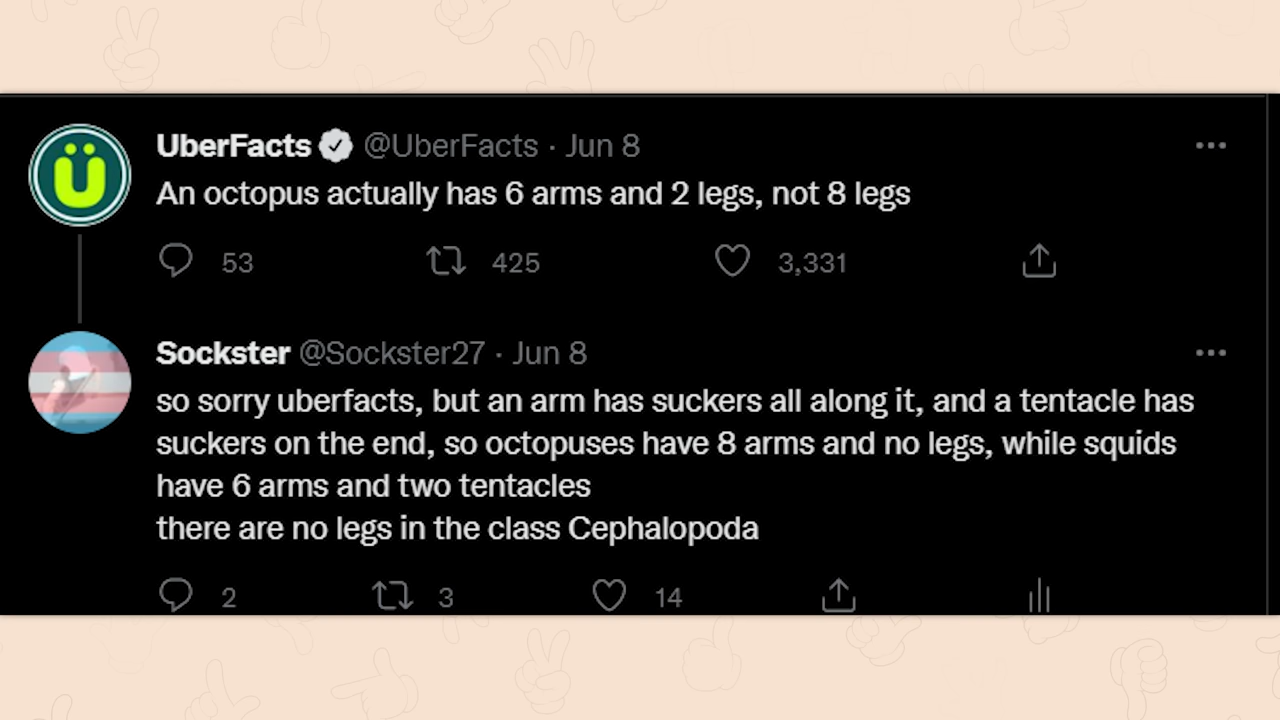 UberFacts @UberFacts · Jun 8
An octopus actually has 6 arms and 2 legs, not 8 legs
53 425 3,331
Sockster @Sockster27 · Jun 8
so sorry uberfacts, but an arm has suckers all along it, and a tentacle has
suckers on the end, so octopuses have 8 arms and no legs, while squids
have 6 arms and two tentacles
there are no legs in the class Cephalopoda
2 3 14